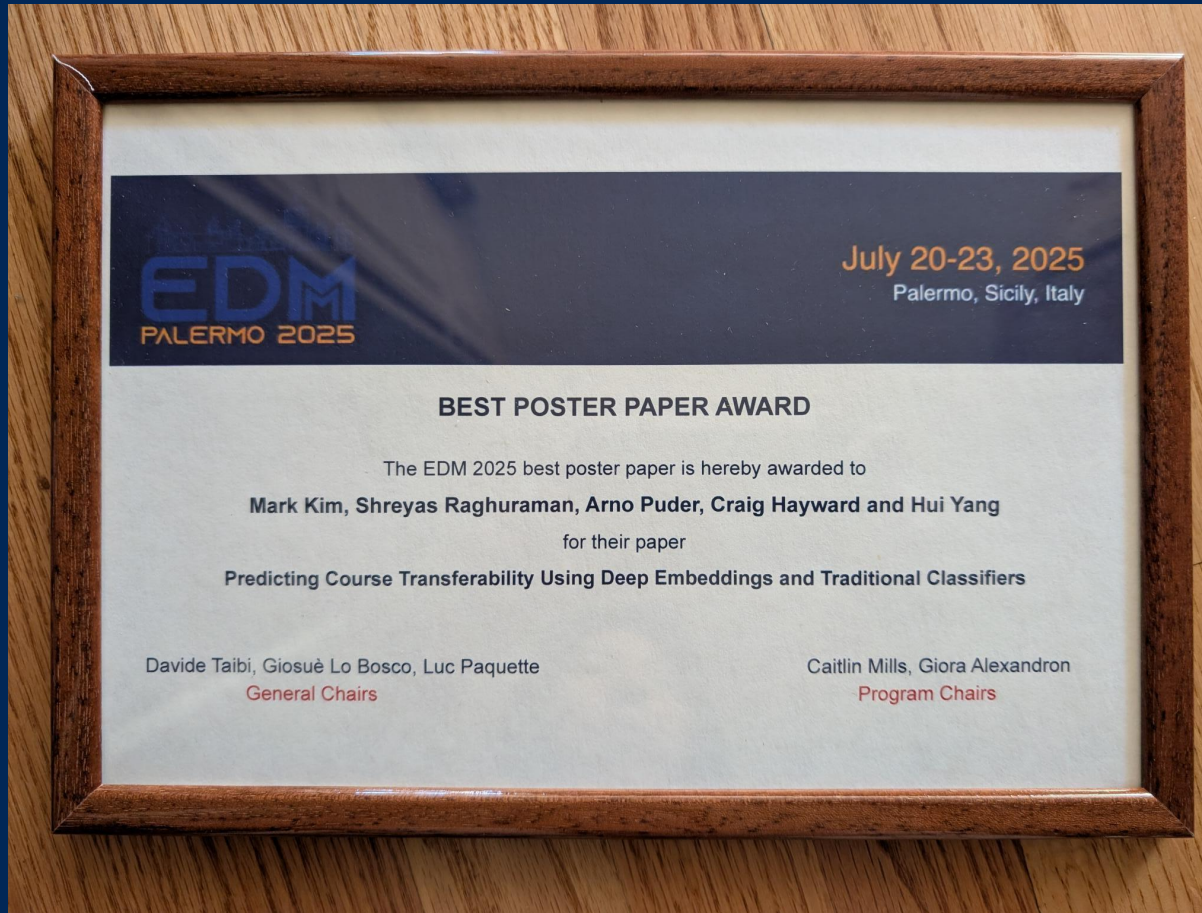 EDM
PALERMO 2025
July 20-23, 2025
Palermo, Sicily, Italy
BEST POSTER PAPER AWARD
The EDM 2025 best poster paper is hereby awarded to
Mark Kim, Shreyas Raghuraman, Arno Puder, Craig Hayward and Hui Yang
for their paper
Predicting Course Transferability Using Deep Embeddings and Traditional Classifiers
Davide Taibi, Giosuè Lo Bosco, Luc Paquette
General Chairs
Caitlin Mills, Giora Alexandron
Program Chairs